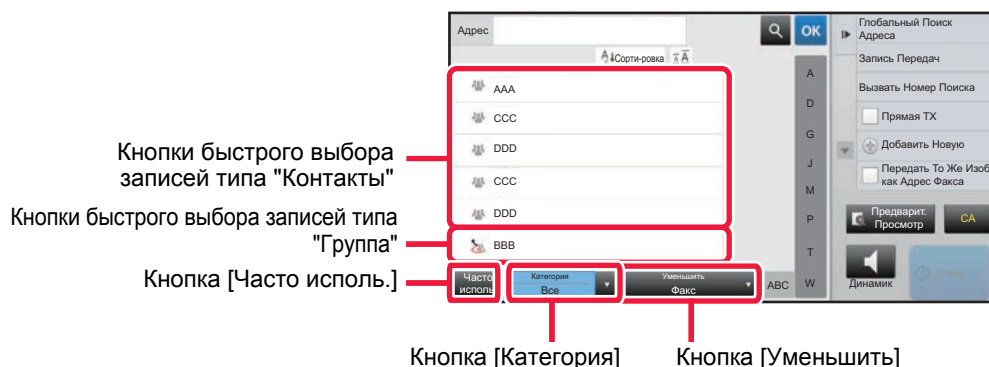 Адрес
OK
Глобальный Поиск
Адреса
Сорти-ровка
Запись Передач
A
AAA
Вызвать Номер Поиска
D
CCC
Прямая TX
G
DDD
Добавить Новую
J
Передать То Же Изоб
как Адрес Факса
CCC
M
DDD
P
Предварит.
Просмотр
CA
BBB
T
Часто
исполь
Категория
Все
Уменьшить
Факс
ABC
W
Динамик
Старт
Кнопки быстрого выбора
записей типа "Контакты"
Кнопки быстрого выбора записей типа
"Группа"
Кнопка [Часто исполь.]
Кнопка [Категория]
Кнопка [Уменьшить]